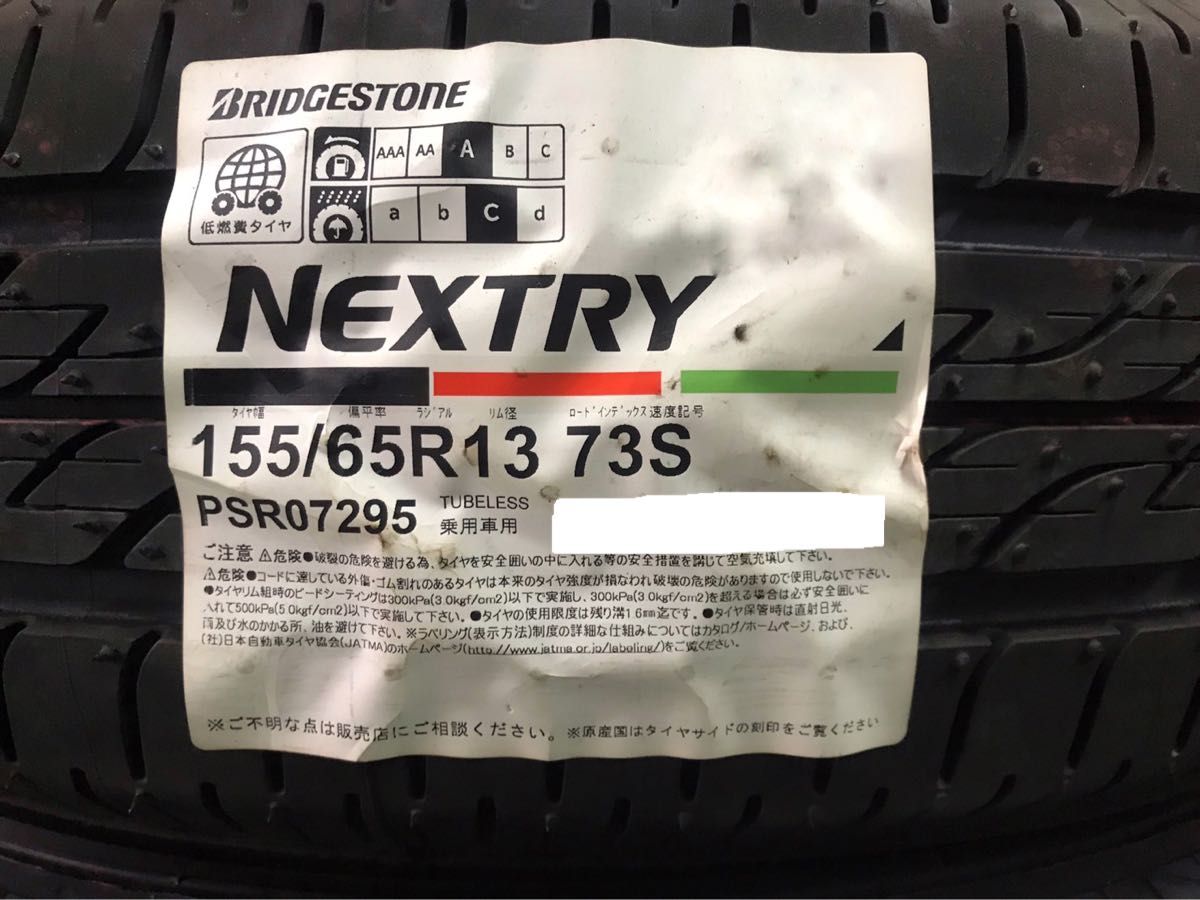 BRIDGESTONE
低燃費タイヤ
AAA AA A B C
a b c d
NEXTRY
タイヤ幅 偏平率 ラジアル リム径 ロードインデックス 速度記号
155/65R13 73S
PSR07295 TUBELESS
乗用車用
ご注意 ⚠危険●破裂の危険を避ける為、タイヤを安全囲いの中に入れる等の安全措置を講じて空気充填して下さい。
⚠危険●コードに達している外傷・ゴム割れのあるタイヤは本来のタイヤ強度が損なわれ破壊の危険がありますので使用しないで下さい。
●タイヤリム組時のビードシーティングは300kPa(3.0kgf/cm2)以下で実施し、300kPa(3.0kgf/cm2)を超える場合は必ず安全囲いに
入れて500kPa(5.0kgf/cm2)以下で実施して下さい。●タイヤの使用限度は残り溝1.6mm迄です。●タイヤ保管時は直射日光、
雨及び水のかかる所、油を避けて下さい。※ラベリング(表示方法)制度の詳細な仕組みについてはカタログ/ホームページ、および、
(社)日本自動車タイヤ協会(JATMA)のホームページ(http://www.jatma.or.jp/labeling/)をご覧ください。
※ご不明な点は販売店にご相談ください。※原産国はタイヤサイドの刻印をご覧ください